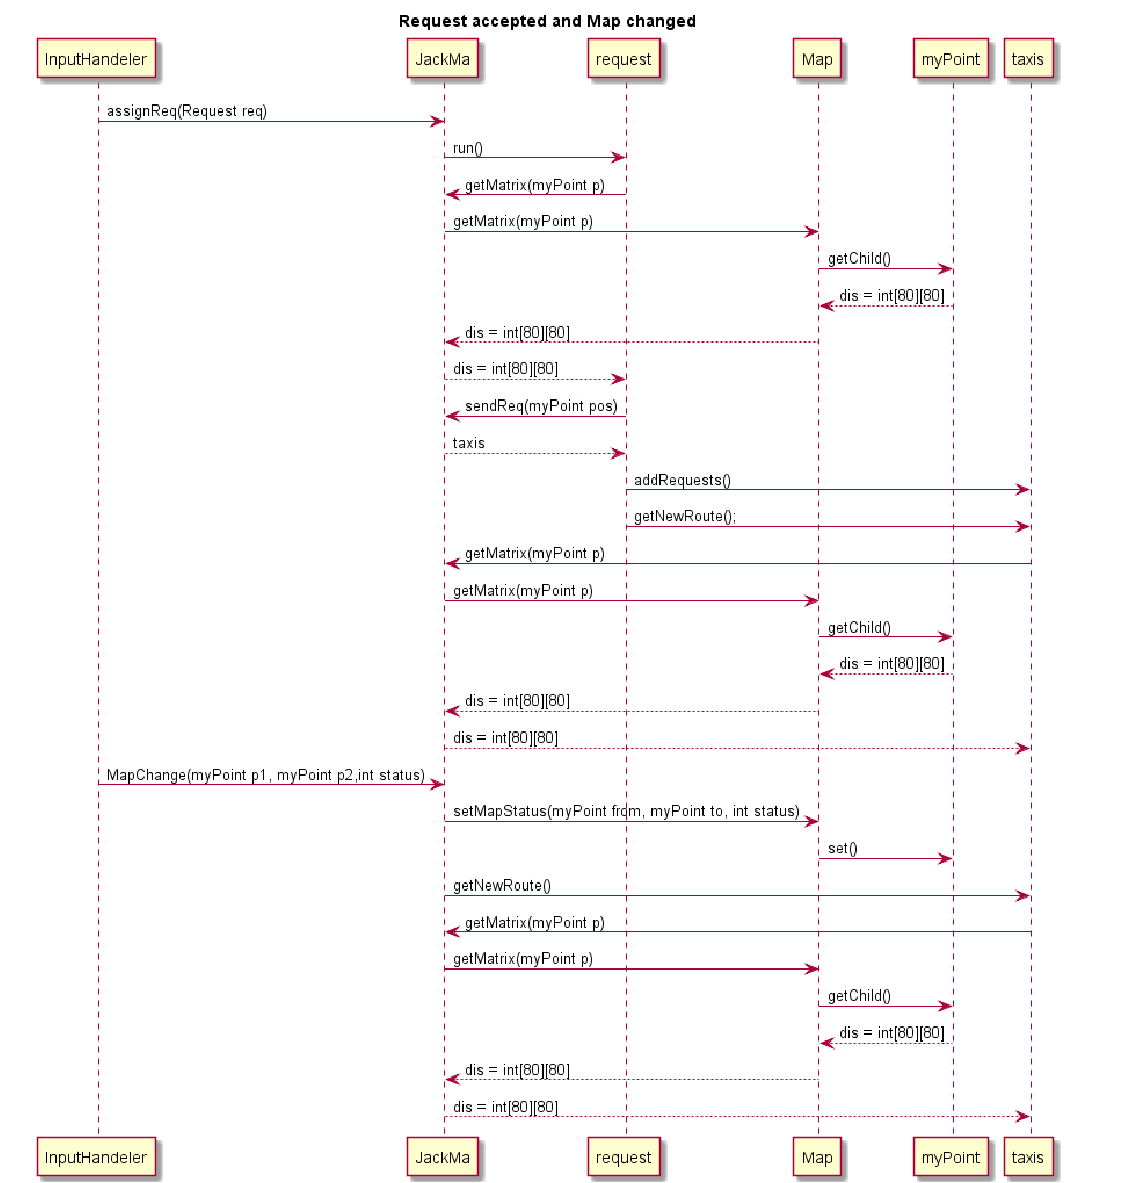 Request accepted and Map changed
InputHandeler JackMa request Map myPoint taxis
assignReq(Request req)
run()
getMatrix(myPoint p)
getMatrix(myPoint p)
getChild()
dis = int[80][80]
dis = int[80][80]
dis = int[80][80]
sendReq(myPoint pos)
taxis
addRequests()
getNewRoute();
getMatrix(myPoint p)
getMatrix(myPoint p)
getChild()
dis = int[80][80]
dis = int[80][80]
dis = int[80][80]
MapChange(myPoint p1, myPoint p2,int status)
setMapStatus(myPoint from, myPoint to, int status)
set()
getNewRoute()
getMatrix(myPoint p)
getMatrix(myPoint p)
getChild()
dis = int[80][80]
dis = int[80][80]
dis = int[80][80]
InputHandeler JackMa request Map myPoint taxis